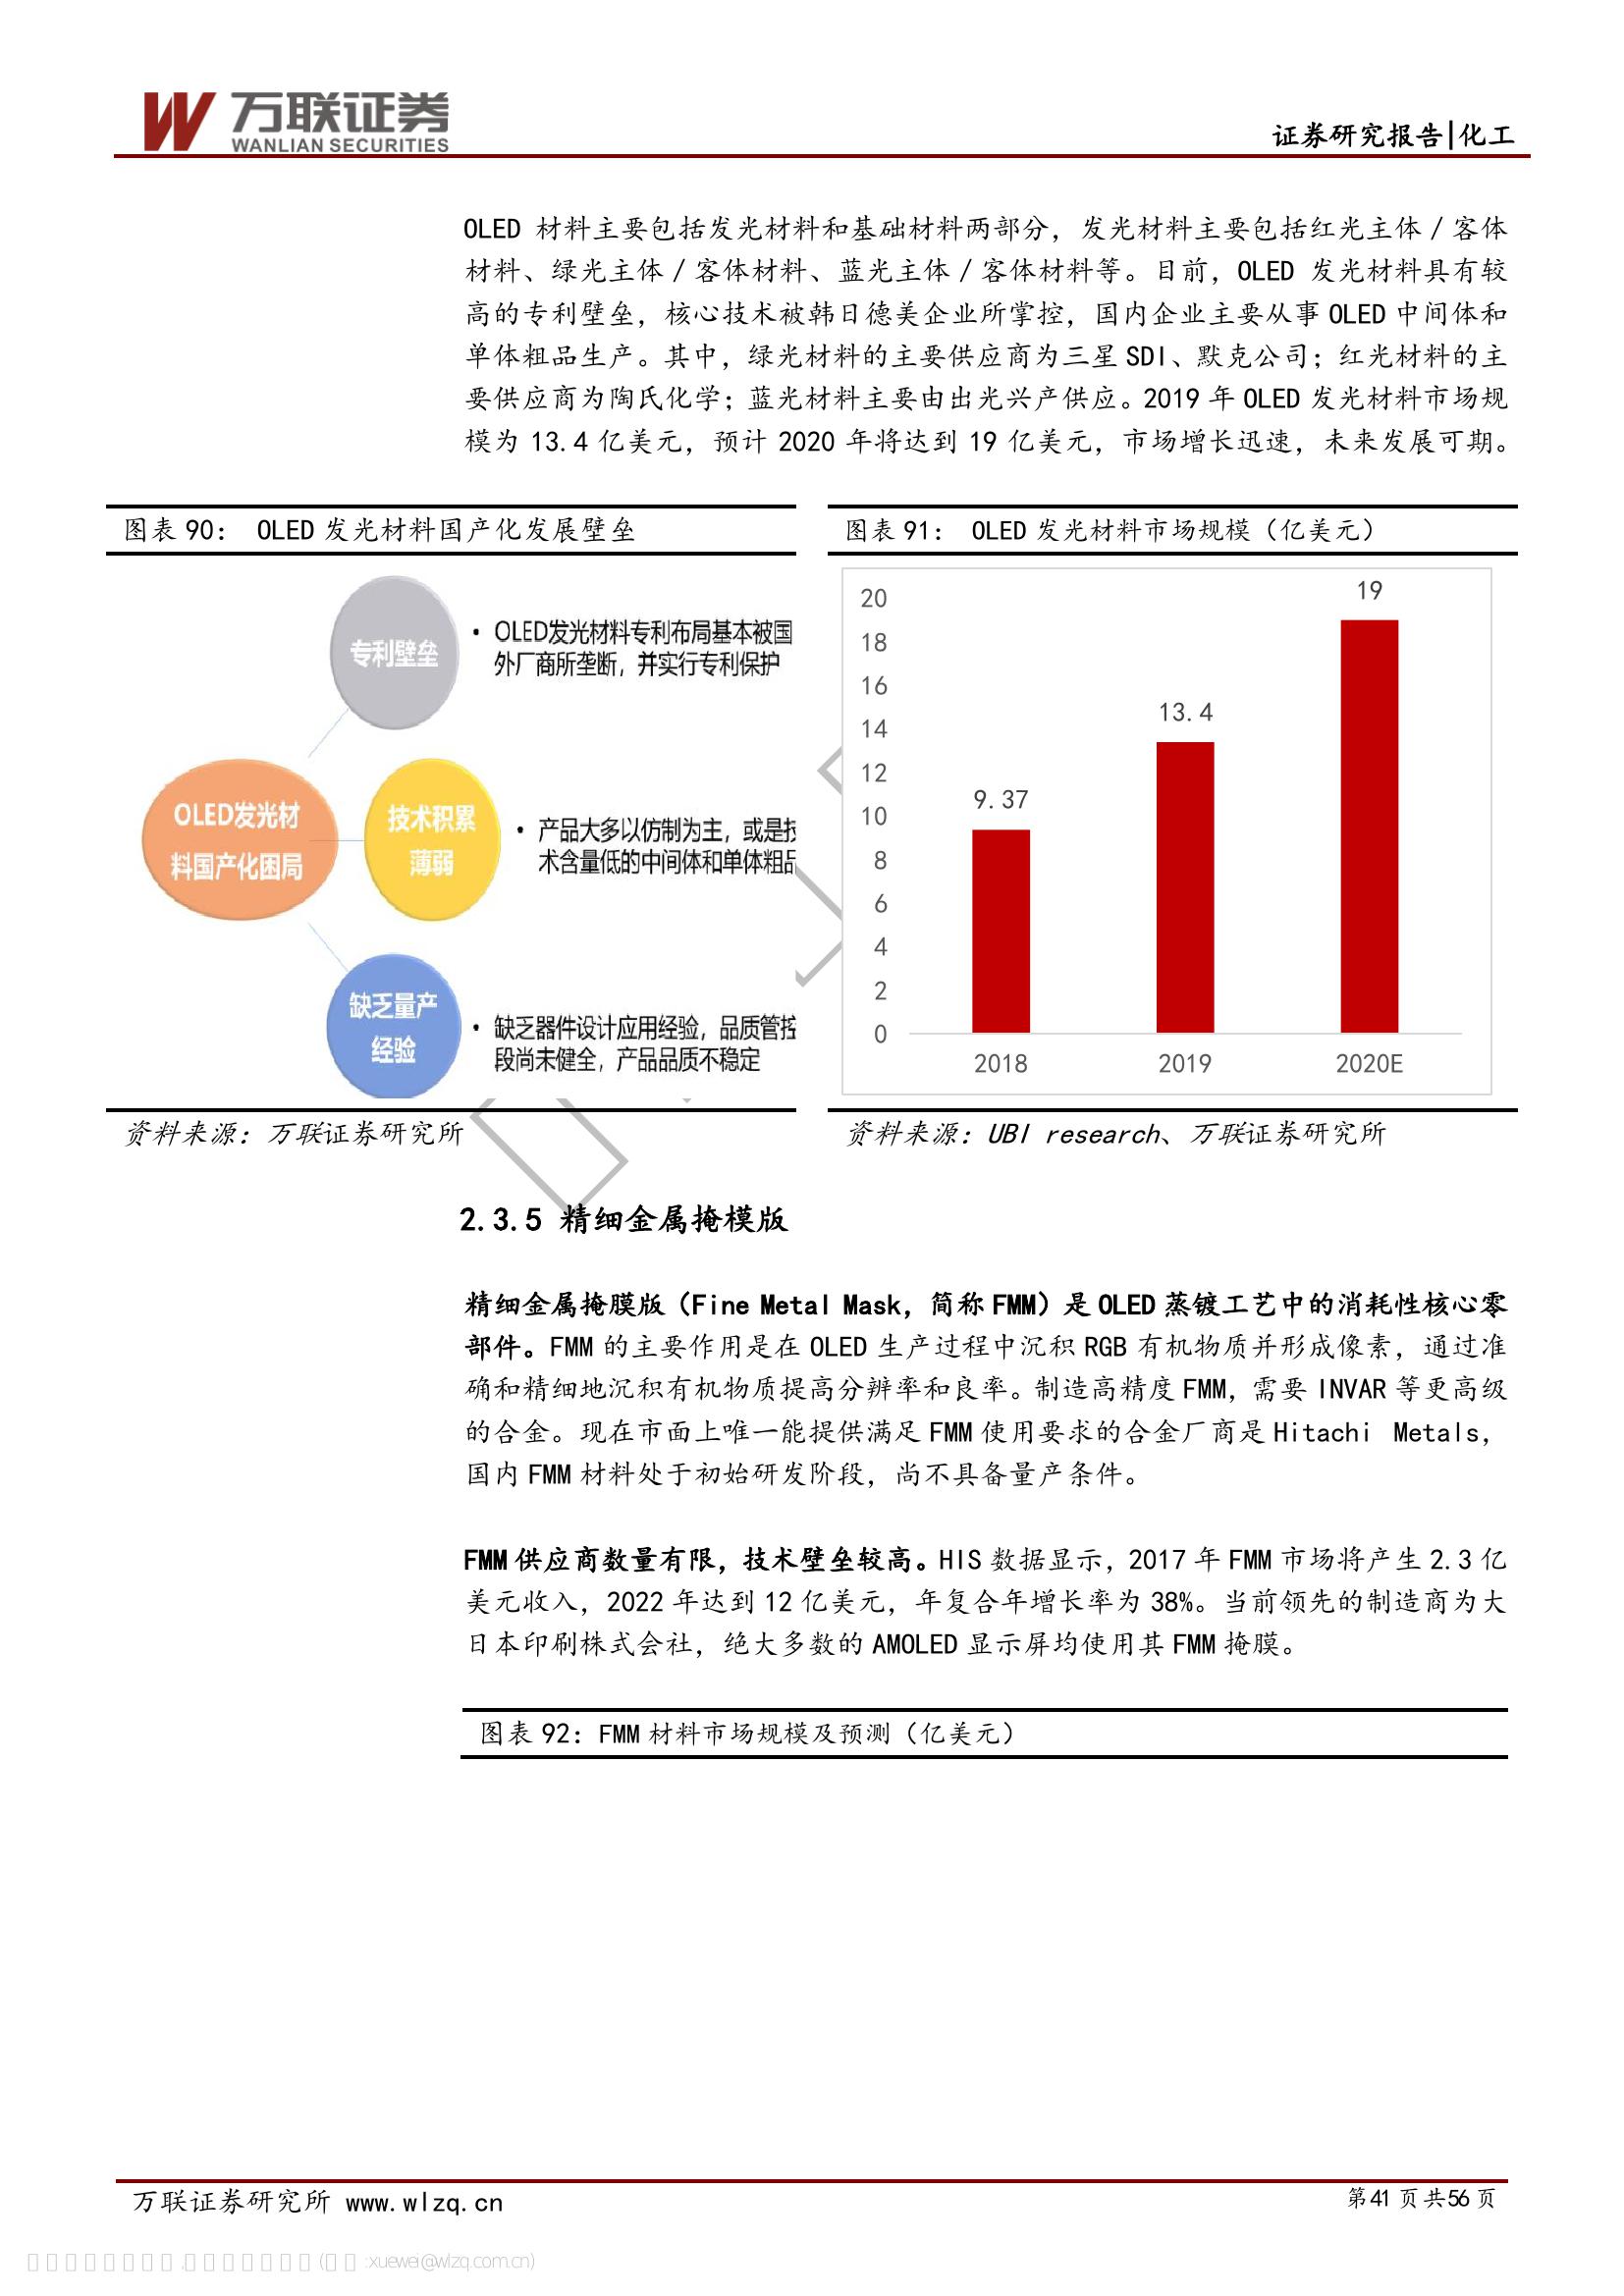 万联证券
WANLIAN SECURITIES
证券研究报告|化工
OLED 材料主要包括发光材料和基础材料两部分，发光材料主要包括红光主体/客体
材料、绿光主体/客体材料、蓝光主体/客体材料等。目前，OLED 发光材料具有较
高的专利壁垒，核心技术被韩日德美企业所掌控，国内企业主要从事 OLED 中间体和
单体粗品生产。其中，绿光材料的主要供应商为三星 SDI、默克公司；红光材料的主
要供应商为陶氏化学；蓝光材料主要由出光兴产供应。2019 年 OLED 发光材料市场规
模为 13.4 亿美元，预计 2020 年将达到 19 亿美元，市场增长迅速，未来发展可期。
图表 90： OLED 发光材料国产化发展壁垒
专利壁垒
• OLED发光材料专利布局基本被国
外厂商所垄断，并实行专利保护
OLED发光材
料国产化困局
技术积累
薄弱
• 产品大多以仿制为主，或是技
术含量低的中间体和单体粗品
缺乏量产
经验
• 缺乏器件设计应用经验，品质管控
段尚未健全，产品品质不稳定
资料来源：万联证券研究所
图表 91： OLED 发光材料市场规模（亿美元）
20
18
16
14
12
10
8
6
4
2
0
9.37
13.4
19
2018
2019
2020E
资料来源：UBI research、万联证券研究所
2.3.5 精细金属掩模版
精细金属掩膜版（Fine Metal Mask，简称 FMM）是 OLED 蒸镀工艺中的消耗性核心零
部件。FMM 的主要作用是在 OLED 生产过程中沉积 RGB 有机物质并形成像素，通过准
确和精细地沉积有机物质提高分辨率和良率。制造高精度 FMM，需要 INVAR 等更高级
的合金。现在市面上唯一能提供满足 FMM 使用要求的合金厂商是 Hitachi Metals，
国内 FMM 材料处于初始研发阶段，尚不具备量产条件。
FMM 供应商数量有限，技术壁垒较高。HIS 数据显示，2017 年 FMM 市场将产生 2.3 亿
美元收入，2022 年达到 12 亿美元，年复合年增长率为 38%。当前领先的制造商为大
日本印刷株式会社，绝大多数的 AMOLED 显示屏均使用其 FMM 掩膜。
图表 92：FMM 材料市场规模及预测（亿美元）
万联证券研究所 www.wlzq.cn
第 41 页 共 56 页
:xuewei@wlzq.com.cn)